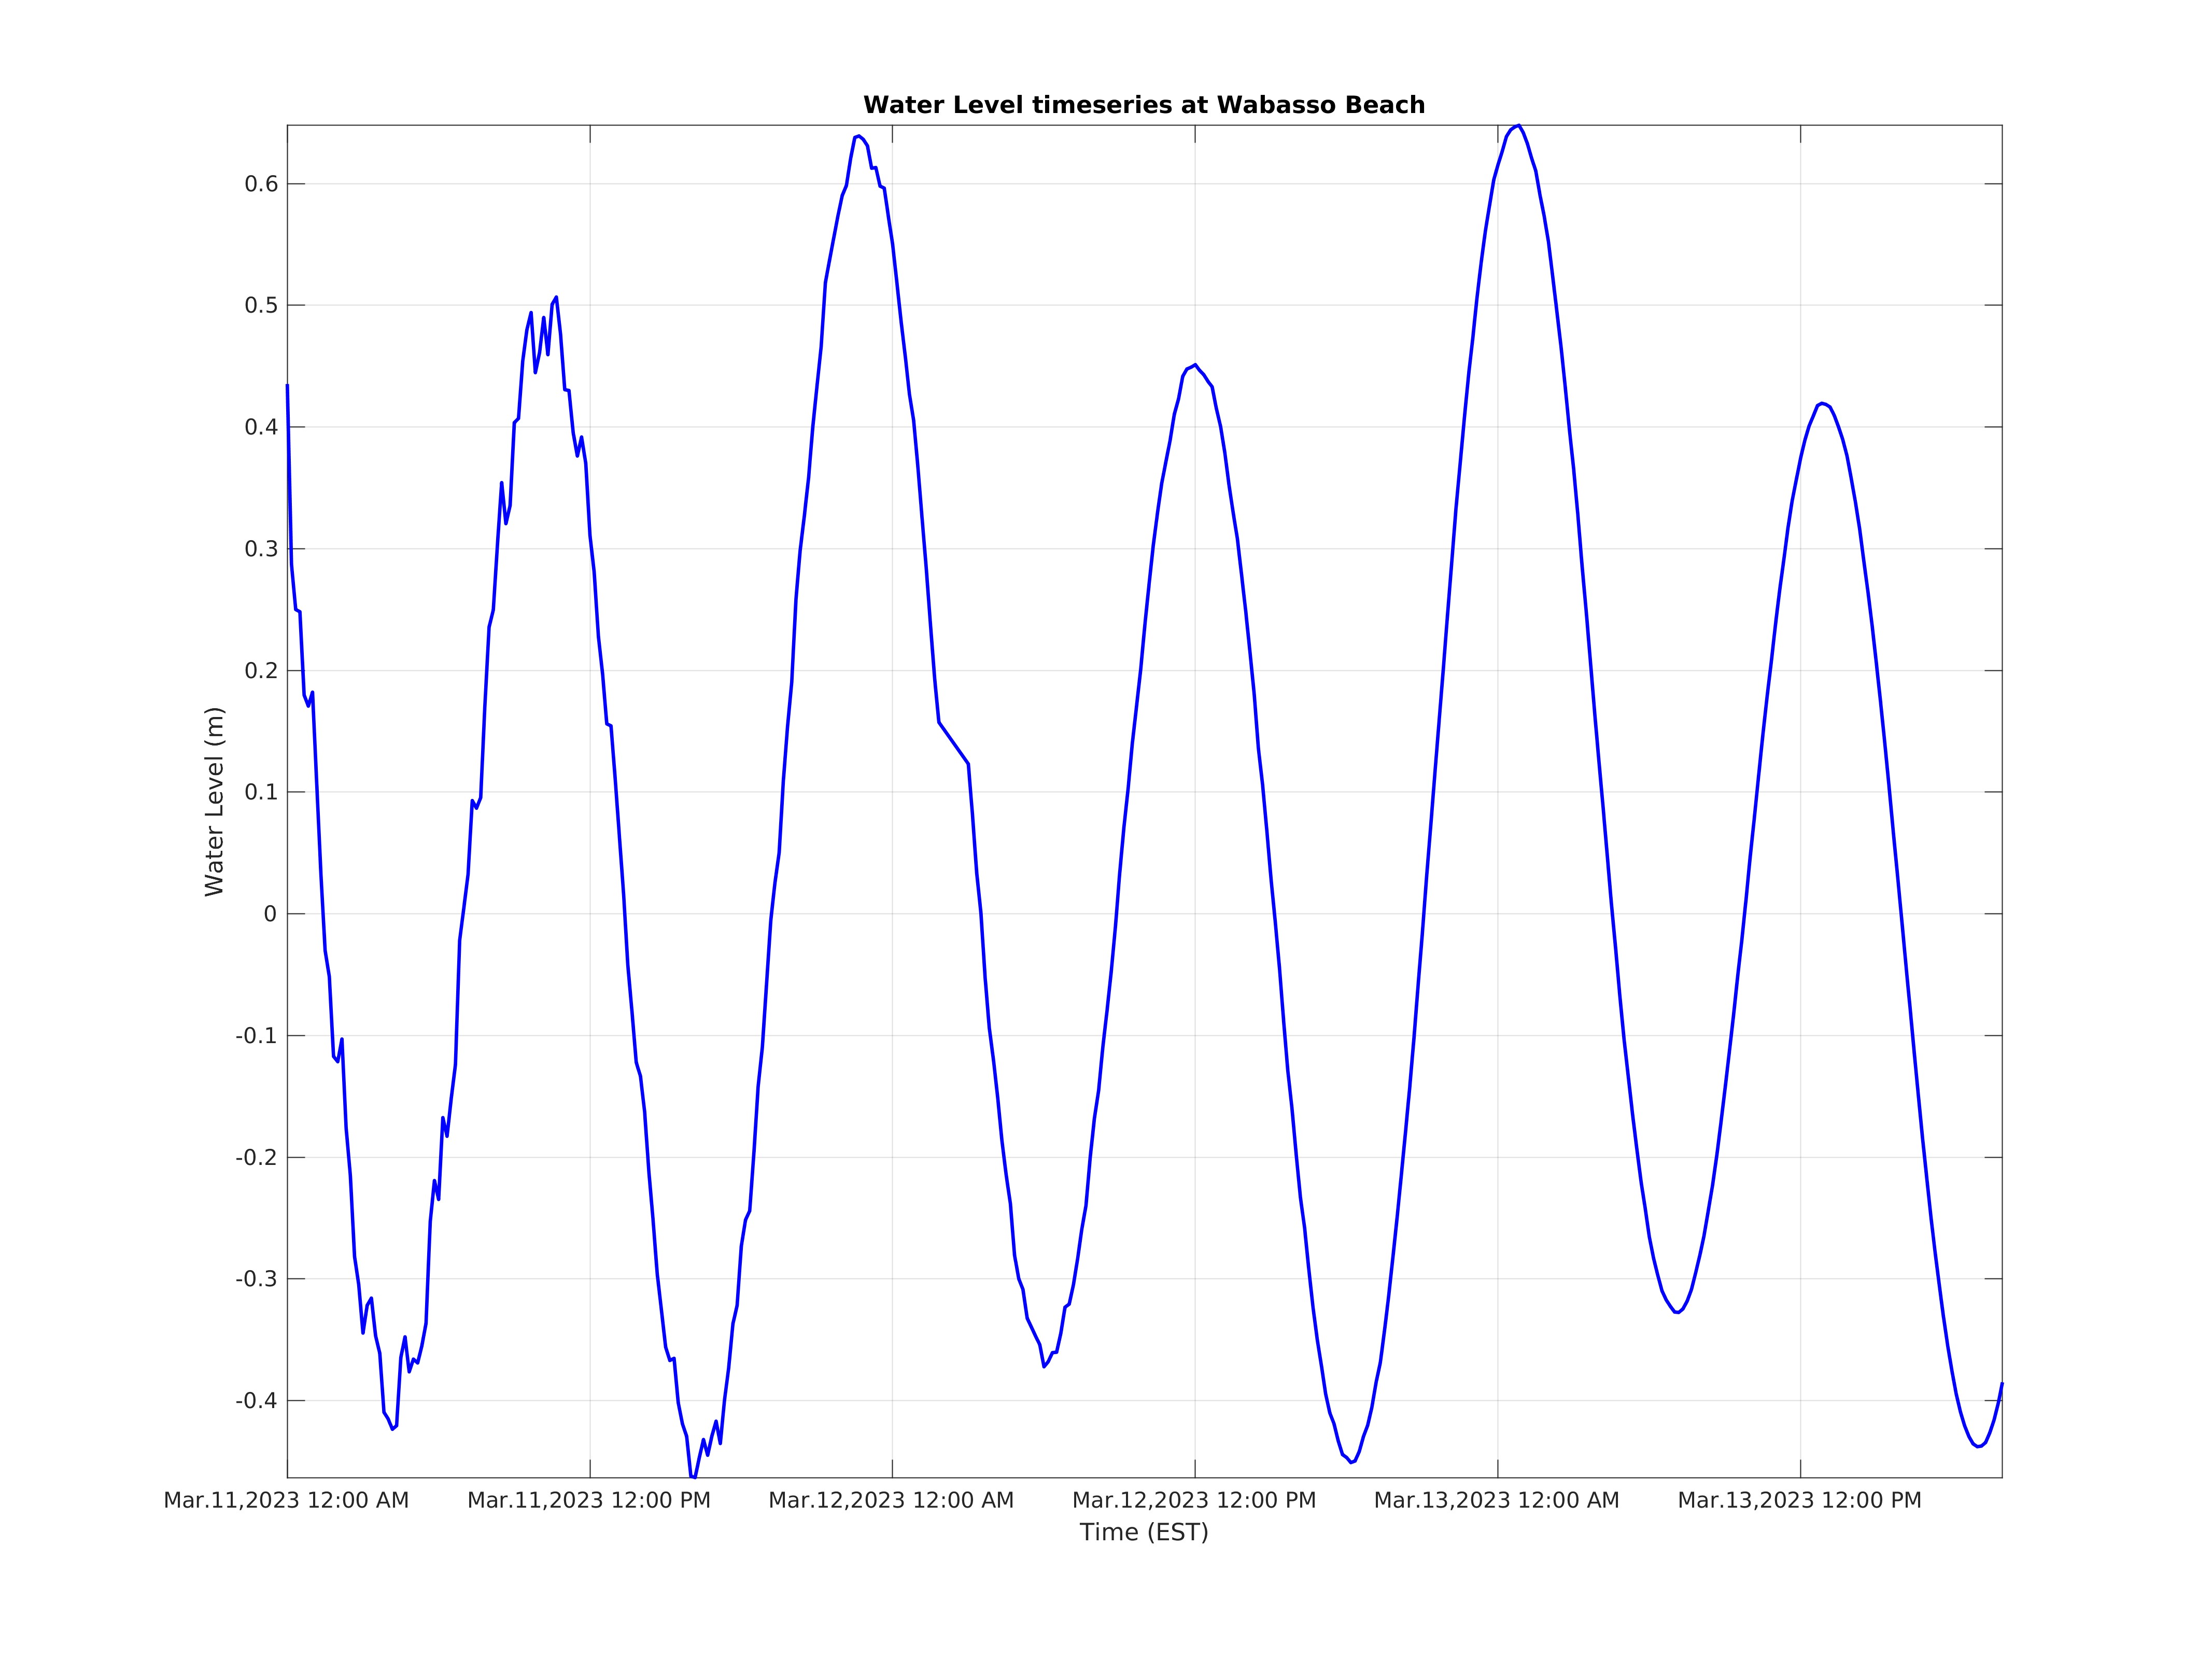 Water Level timeseries at Wabasso Beach
Water Level (m)
0.6
0.5
0.4
0.3
0.2
0.1
0
-0.1
-0.2
-0.3
-0.4
Mar.11,2023 12:00 AM
Mar.11,2023 12:00 PM
Mar.12,2023 12:00 AM
Mar.12,2023 12:00 PM
Mar.13,2023 12:00 AM
Mar.13,2023 12:00 PM
Time (EST)